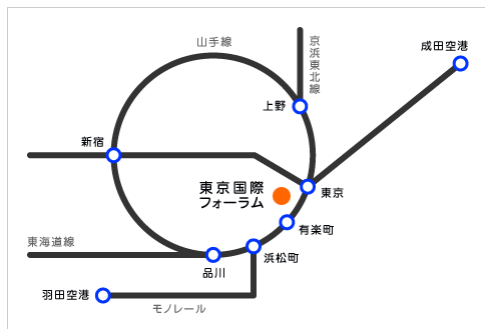 山手線
京浜東北線
成田空港
上野
新宿
東京国際
フォーラム
東京
有楽町
東海道線
浜松町
品川
羽田空港
モノレール